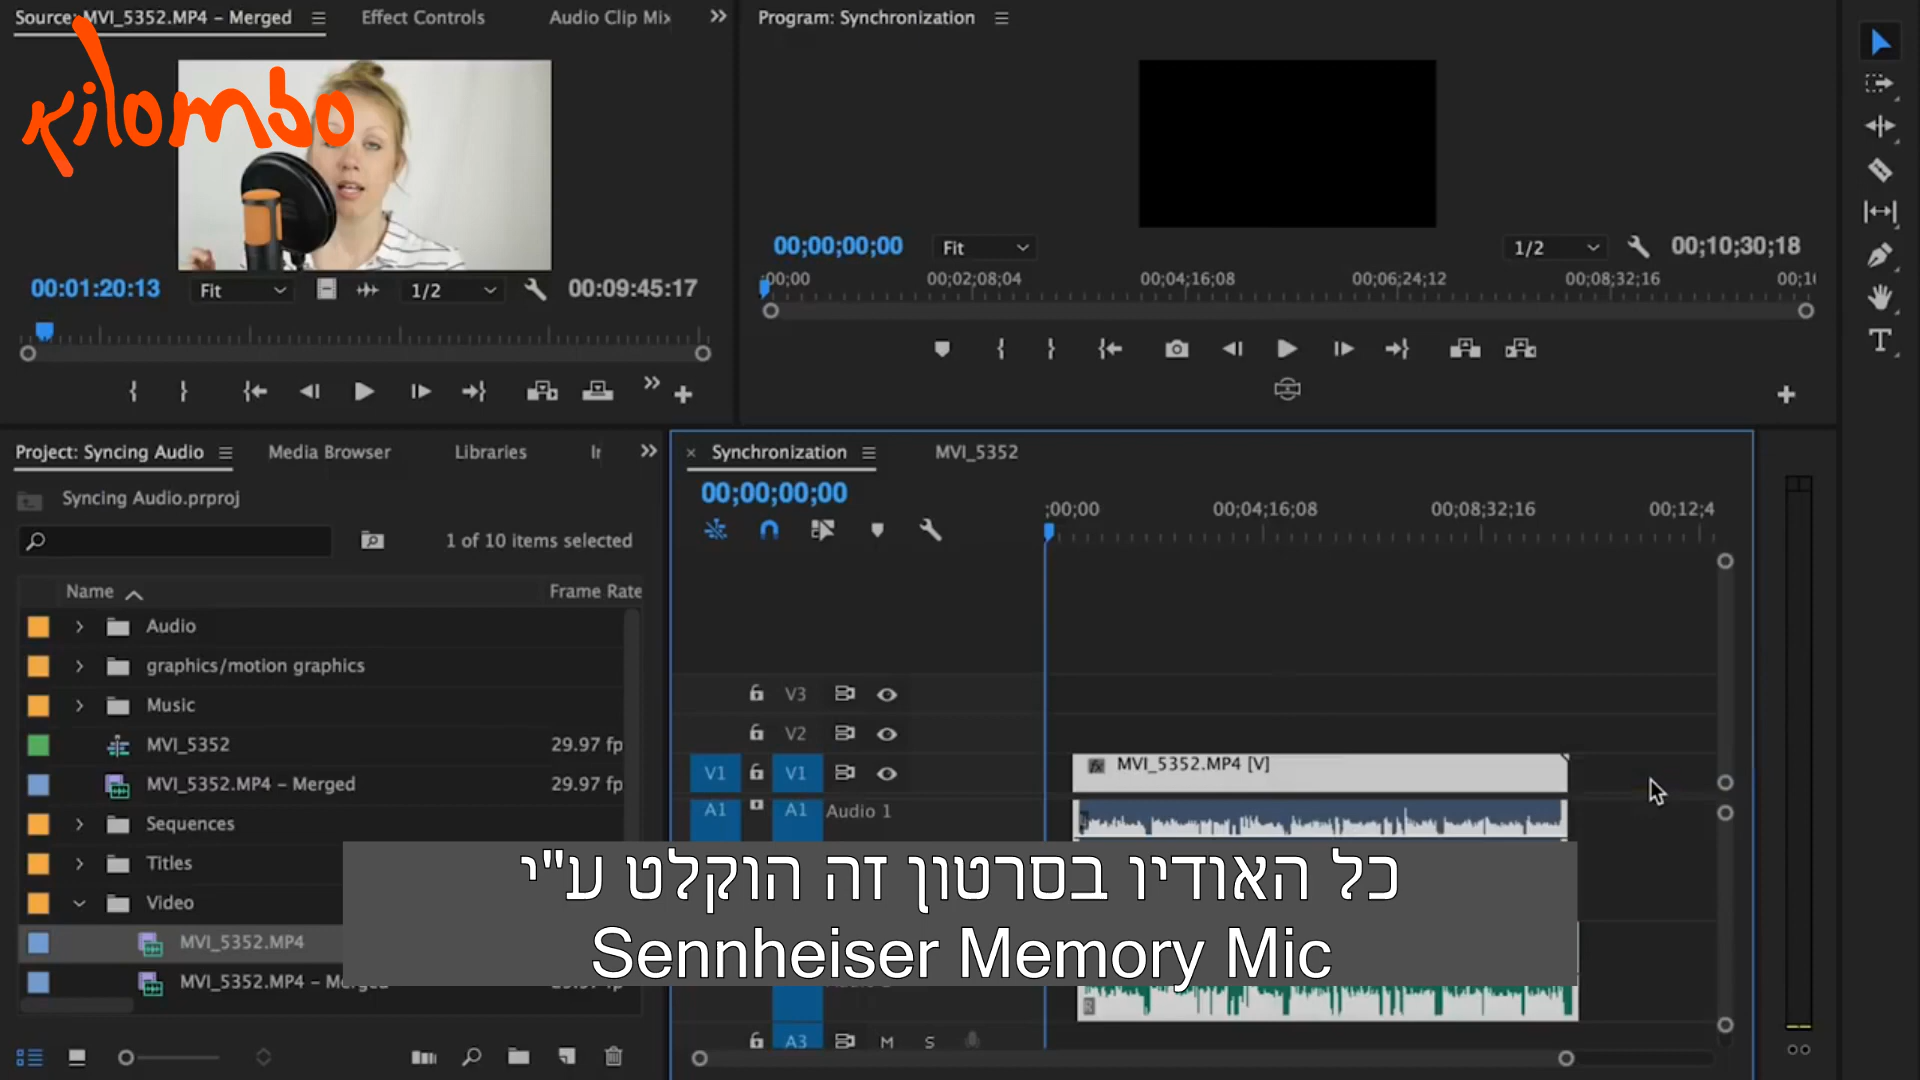 Source: MVI_5352.MP4 – Merged
Effect Controls
Audio Clip Mix
Program: Synchronization
kilombo
00:01:20:13
Fit
1/2
00:09:45:17
00;00;00;00
Fit
1/2
00;10;30;18
;00;00
00;02;08;04
00;04;16;08
00;06;24;12
00;08;32;16
Project: Syncing Audio
Media Browser
Libraries
Syncing Audio.prproj
1 of 10 items selected
Name
Frame Rate
Audio
graphics/motion graphics
Music
MVI_5352
29.97 fp
MVI_5352.MP4 – Merged
29.97 fp
Sequences
Titles
Video
MVI_5352.MP4
MVI_5352.MP4 – Merged
Synchronization
MVI_5352
00;00;00;00
;00;00
00;04;16;08
00;08;32;16
00;12;4
V3
V2
V1
V1
MVI_5352.MP4 [V]
A1
A1
Audio 1
כל האודיו בסרטון זה הוקלט ע"י
Sennheiser Memory Mic
R
A3
M
S
T